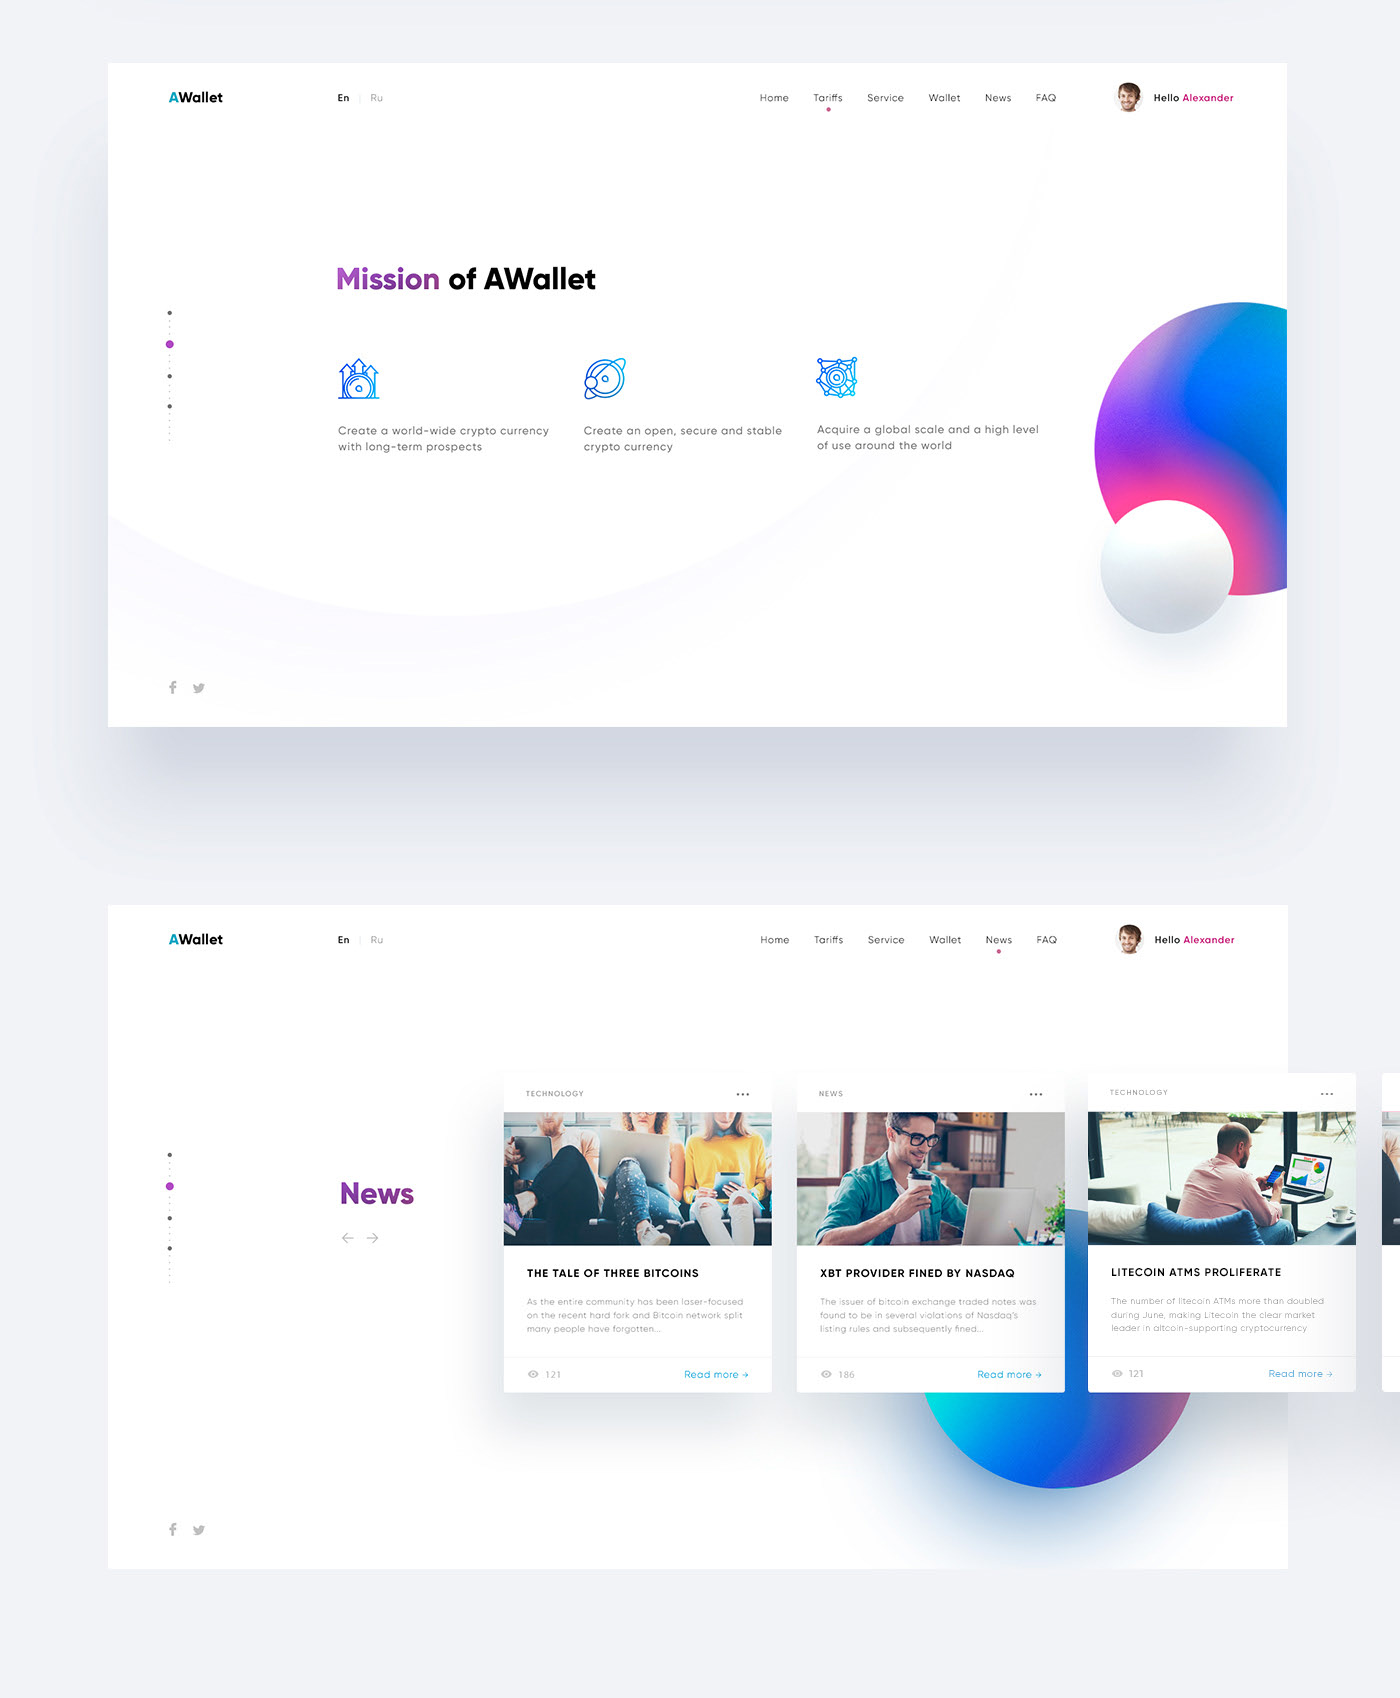 AWallet
En | Ru
Home Tariffs Service Wallet News FAQ
Hello Alexander
Mission of AWallet
Create a world-wide crypto currency
with long-term prospects
Create an open, secure and stable
crypto currency
Acquire a global scale and a high level
of use around the world
AWallet
En | Ru
Home Tariffs Service Wallet News FAQ
Hello Alexander
News
TECHNOLOGY
THE TALE OF THREE BITCOINS
As the entire community has been laser-focused
on the recent hard fork and Bitcoin network split
many people have forgotten...
121
Read more →
NEWS
XBT PROVIDER FINED BY NASDAQ
The issuer of bitcoin exchange traded notes was
found to be in several violations of Nasdaq's
listing rules and subsequently fined...
186
Read more →
TECHNOLOGY
LITECOIN ATMS PROLIFERATE
The number of litecoin ATMs more than doubled
during June, making Litecoin the clear market
leader in altcoin-supporting cryptocurrency
121
Read more →